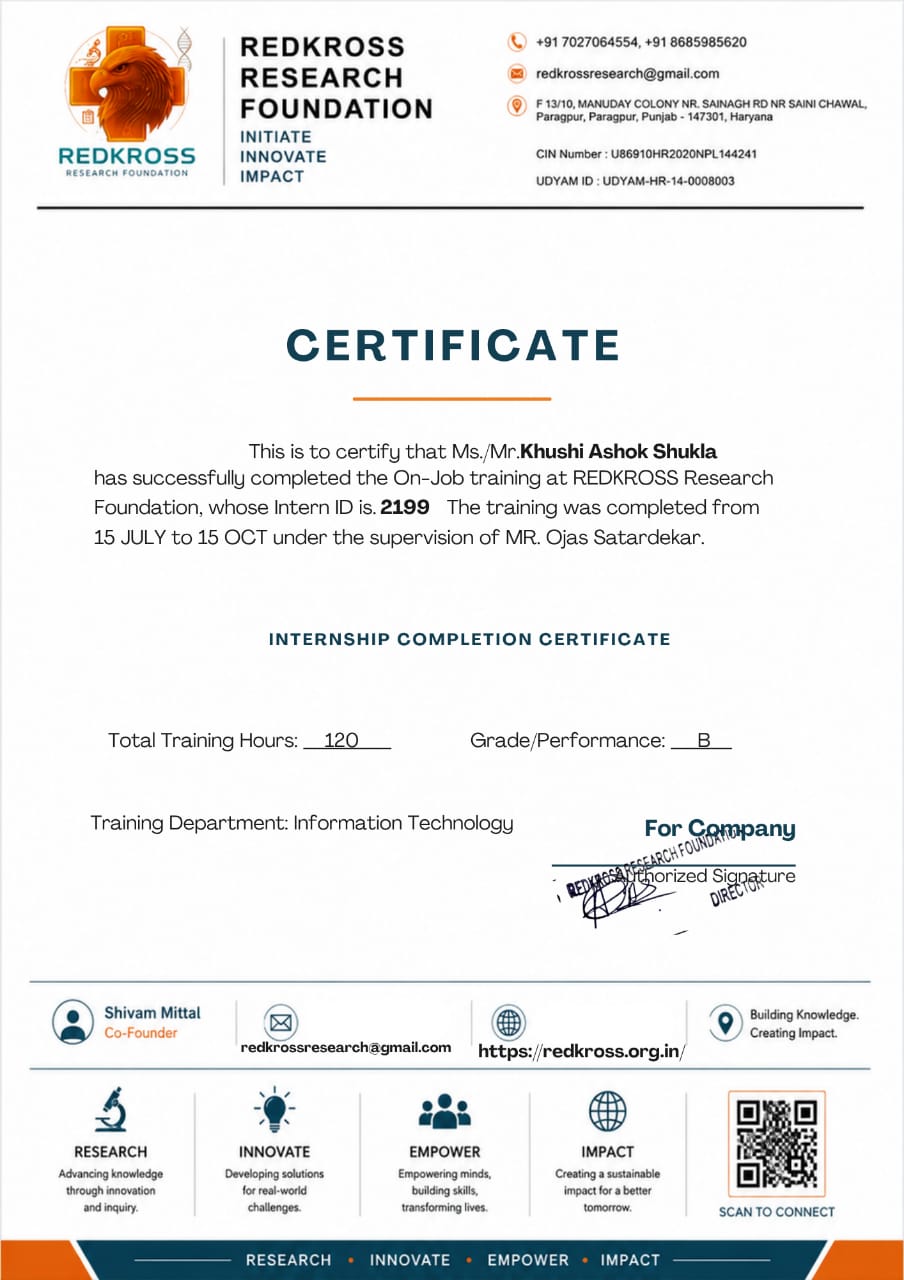 REDKROSS
RESEARCH FOUNDATION
REDKROSS
RESEARCH
FOUNDATION
INITIATE
INNOVATE
IMPACT
+91 7027064554, +91 8685985620
redkrossresearch@gmail.com
F 13/10, MANUDAY COLONY NR. SAINAGH RD NR SAINI CHAWAL,
Paragpur, Paragpur, Punjab - 147301, Haryana
CIN Number : U86910HR2020NPL144241
UDYAM ID : UDYAM-HR-14-0008003
CERTIFICATE
This is to certify that Ms./Mr.Khushi Ashok Shukla
has successfully completed the On-Job training at REDKROSS Research
Foundation, whose Intern ID is. 2199 The training was completed from
15 JULY to 15 OCT under the supervision of MR. Ojas Satardekar.
INTERNSHIP COMPLETION CERTIFICATE
Total Training Hours: 120 Grade/Performance: B
Training Department: Information Technology
For Company
REDKROSS RESEARCH FOUNDATION
Authorized Signature
DIRECTOR
Shivam Mittal
Co-Founder
redkrossresearch@gmail.com
https://redkross.org.in/
Building Knowledge.
Creating Impact.
RESEARCH
Advancing knowledge
through innovation
and inquiry.
INNOVATE
Developing solutions
for real-world
challenges.
EMPOWER
Empowering minds,
building skills,
transforming lives.
IMPACT
Creating a sustainable
impact for a better
tomorrow.
SCAN TO CONNECT
RESEARCH • INNOVATE • EMPOWER • IMPACT